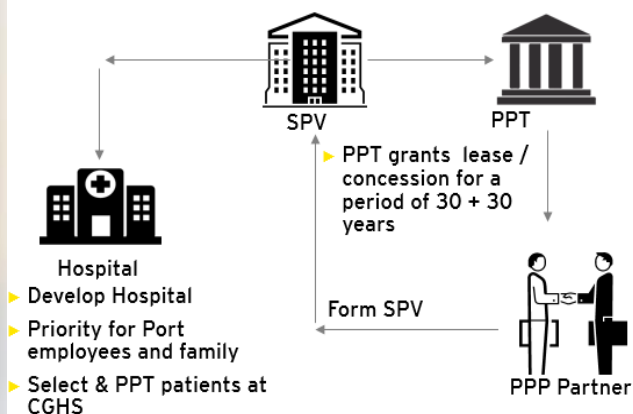 SPV
PPT
PPT grants lease /
concession for a
period of 30 + 30
years
Hospital
Develop Hospital
Priority for Port
employees and family
Select & PPT patients at
CGHS
Form SPV
PPP Partner